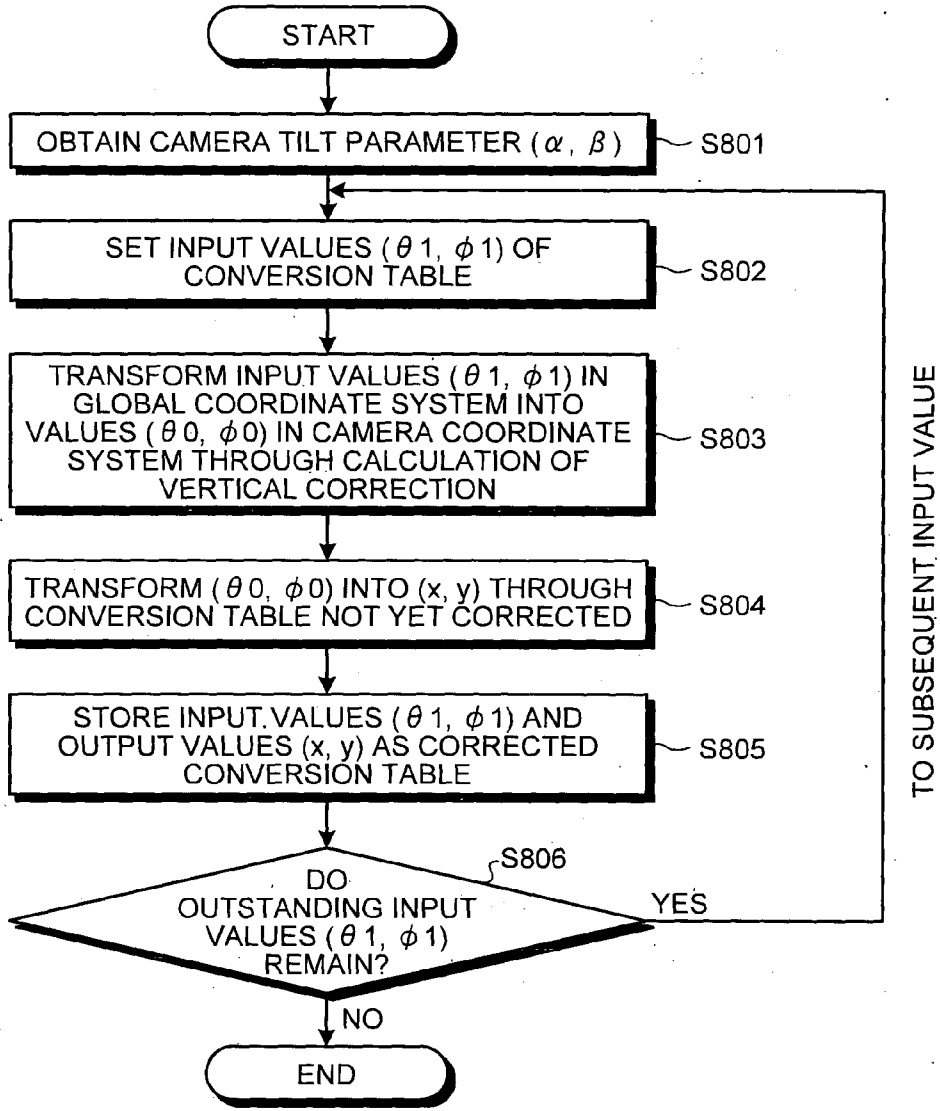 START
OBTAIN CAMERA TILT PARAMETER (α, β)
S801
SET INPUT VALUES (θ1, φ1) OF
CONVERSION TABLE
S802
TRANSFORM INPUT VALUES (θ1, φ1) IN
GLOBAL COORDINATE SYSTEM INTO
VALUES (θ0, φ0) IN CAMERA COORDINATE
SYSTEM THROUGH CALCULATION OF
VERTICAL CORRECTION
S803
TRANSFORM (θ0, φ0) INTO (x, y) THROUGH
CONVERSION TABLE NOT YET CORRECTED
S804
STORE INPUT VALUES (θ1, φ1) AND
OUTPUT VALUES (x, y) AS CORRECTED
CONVERSION TABLE
S805
S806
DO
OUTSTANDING INPUT
VALUES (θ1, φ1)
REMAIN?
YES
TO SUBSEQUENT INPUT VALUE
NO
END